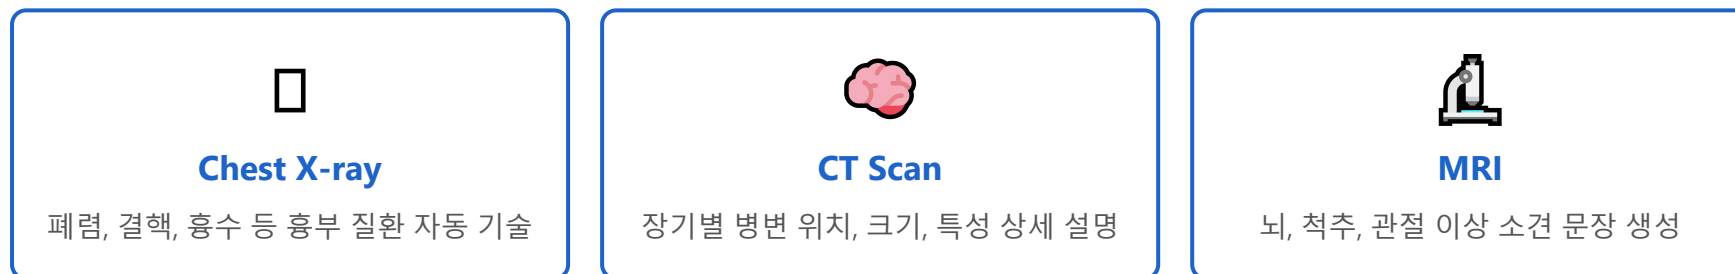 Chest X-ray
폐렴, 결핵, 흉수 등 흉부 질환 자동 기술
CT Scan
장기별 병변 위치, 크기, 특성 상세 설명
MRI
뇌, 척추, 관절 이상 소견 문장 생성